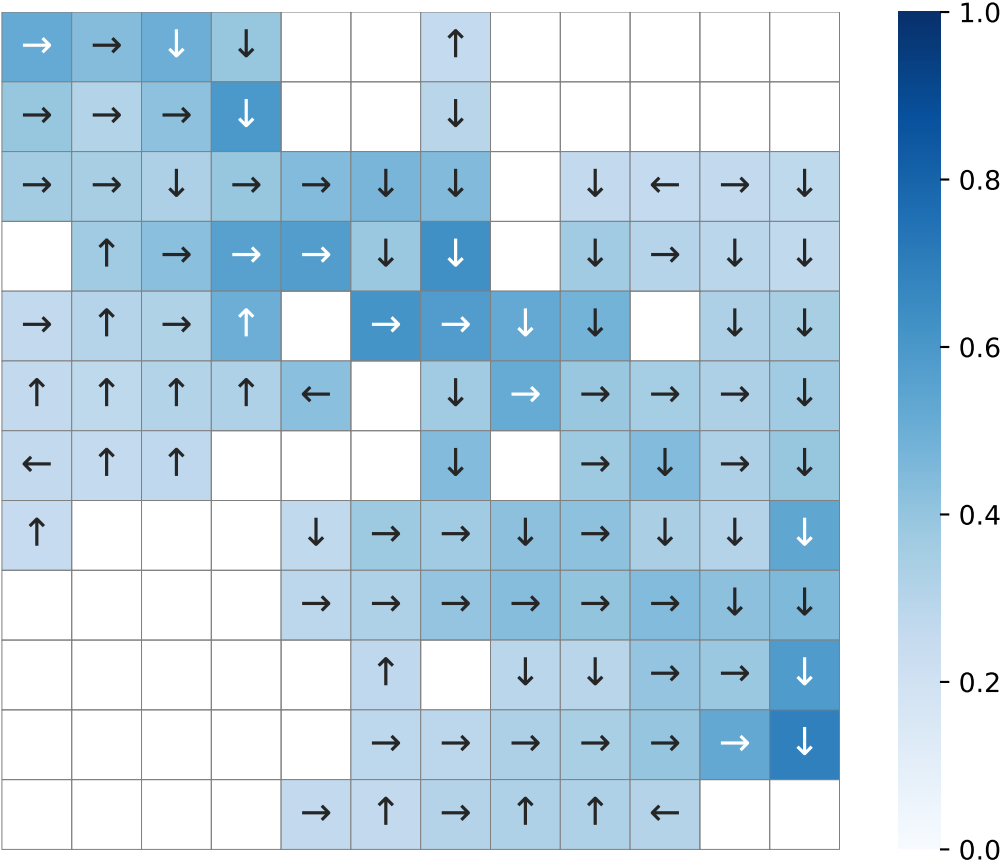 → → ↓ ↓ ↑ 1.0
→ → → ↓ ↓
→ → ↓ → → ↓ ↓ ↓ ← → ↓ 0.8
↑ → → → ↓ ↓ ↓ → ↓ ↓
→ ↑ → ↑ → → ↓ ↓ ↓ ↓ 0.6
↑ ↑ ↑ ↑ ← ↓ → → → → ↓
← ↑ ↑ ↓ → ↓ → ↓
↑ ↓ → → ↓ → ↓ ↓ ↓ 0.4
→ → → → → → ↓ ↓
↑ ↓ ↓ → → ↓ 0.2
→ → → → → → ↓
→ ↑ → ↑ ↑ ← 0.0